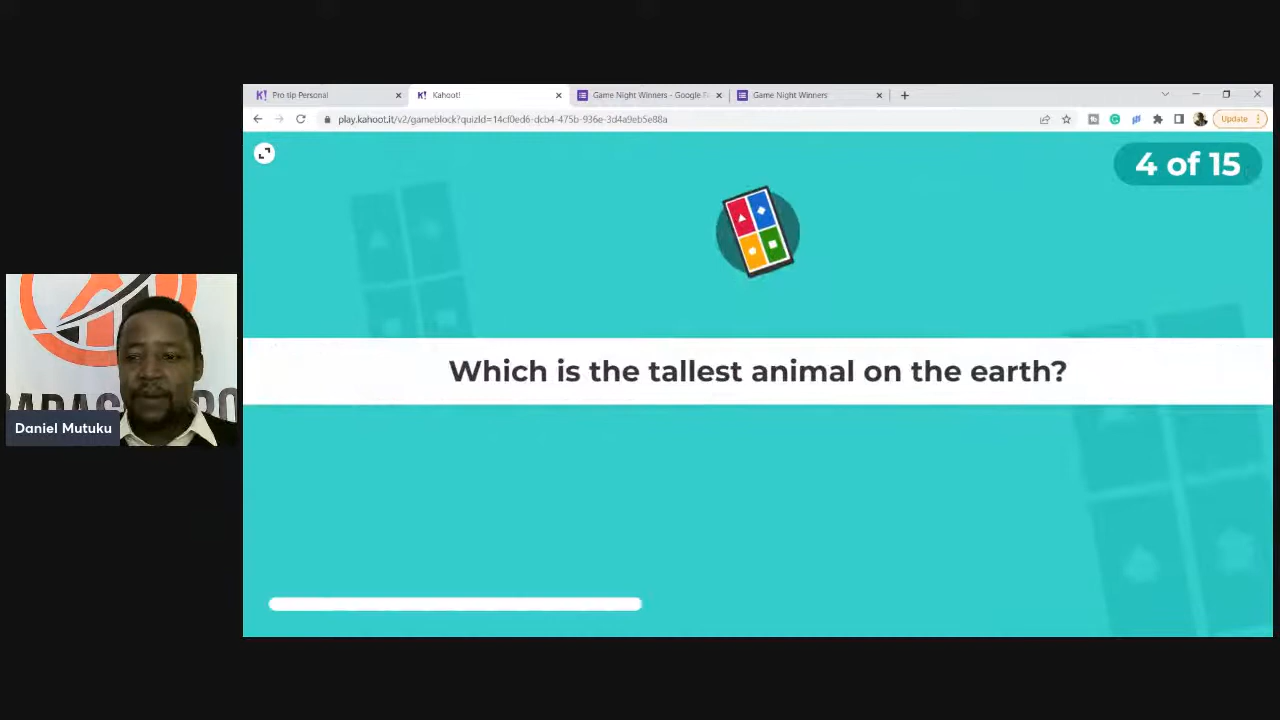 K! Pro tip Personal
K! Kahoot!
Game Night Winners - Google F
Game Night Winners
play.kahoot.it/v2/gameblock?quizId=14cf0ed6-dcb4-475b-936e-3d4a9eb5e88a
Update
4 of 15
Which is the tallest animal on the earth?
Daniel Mutuku